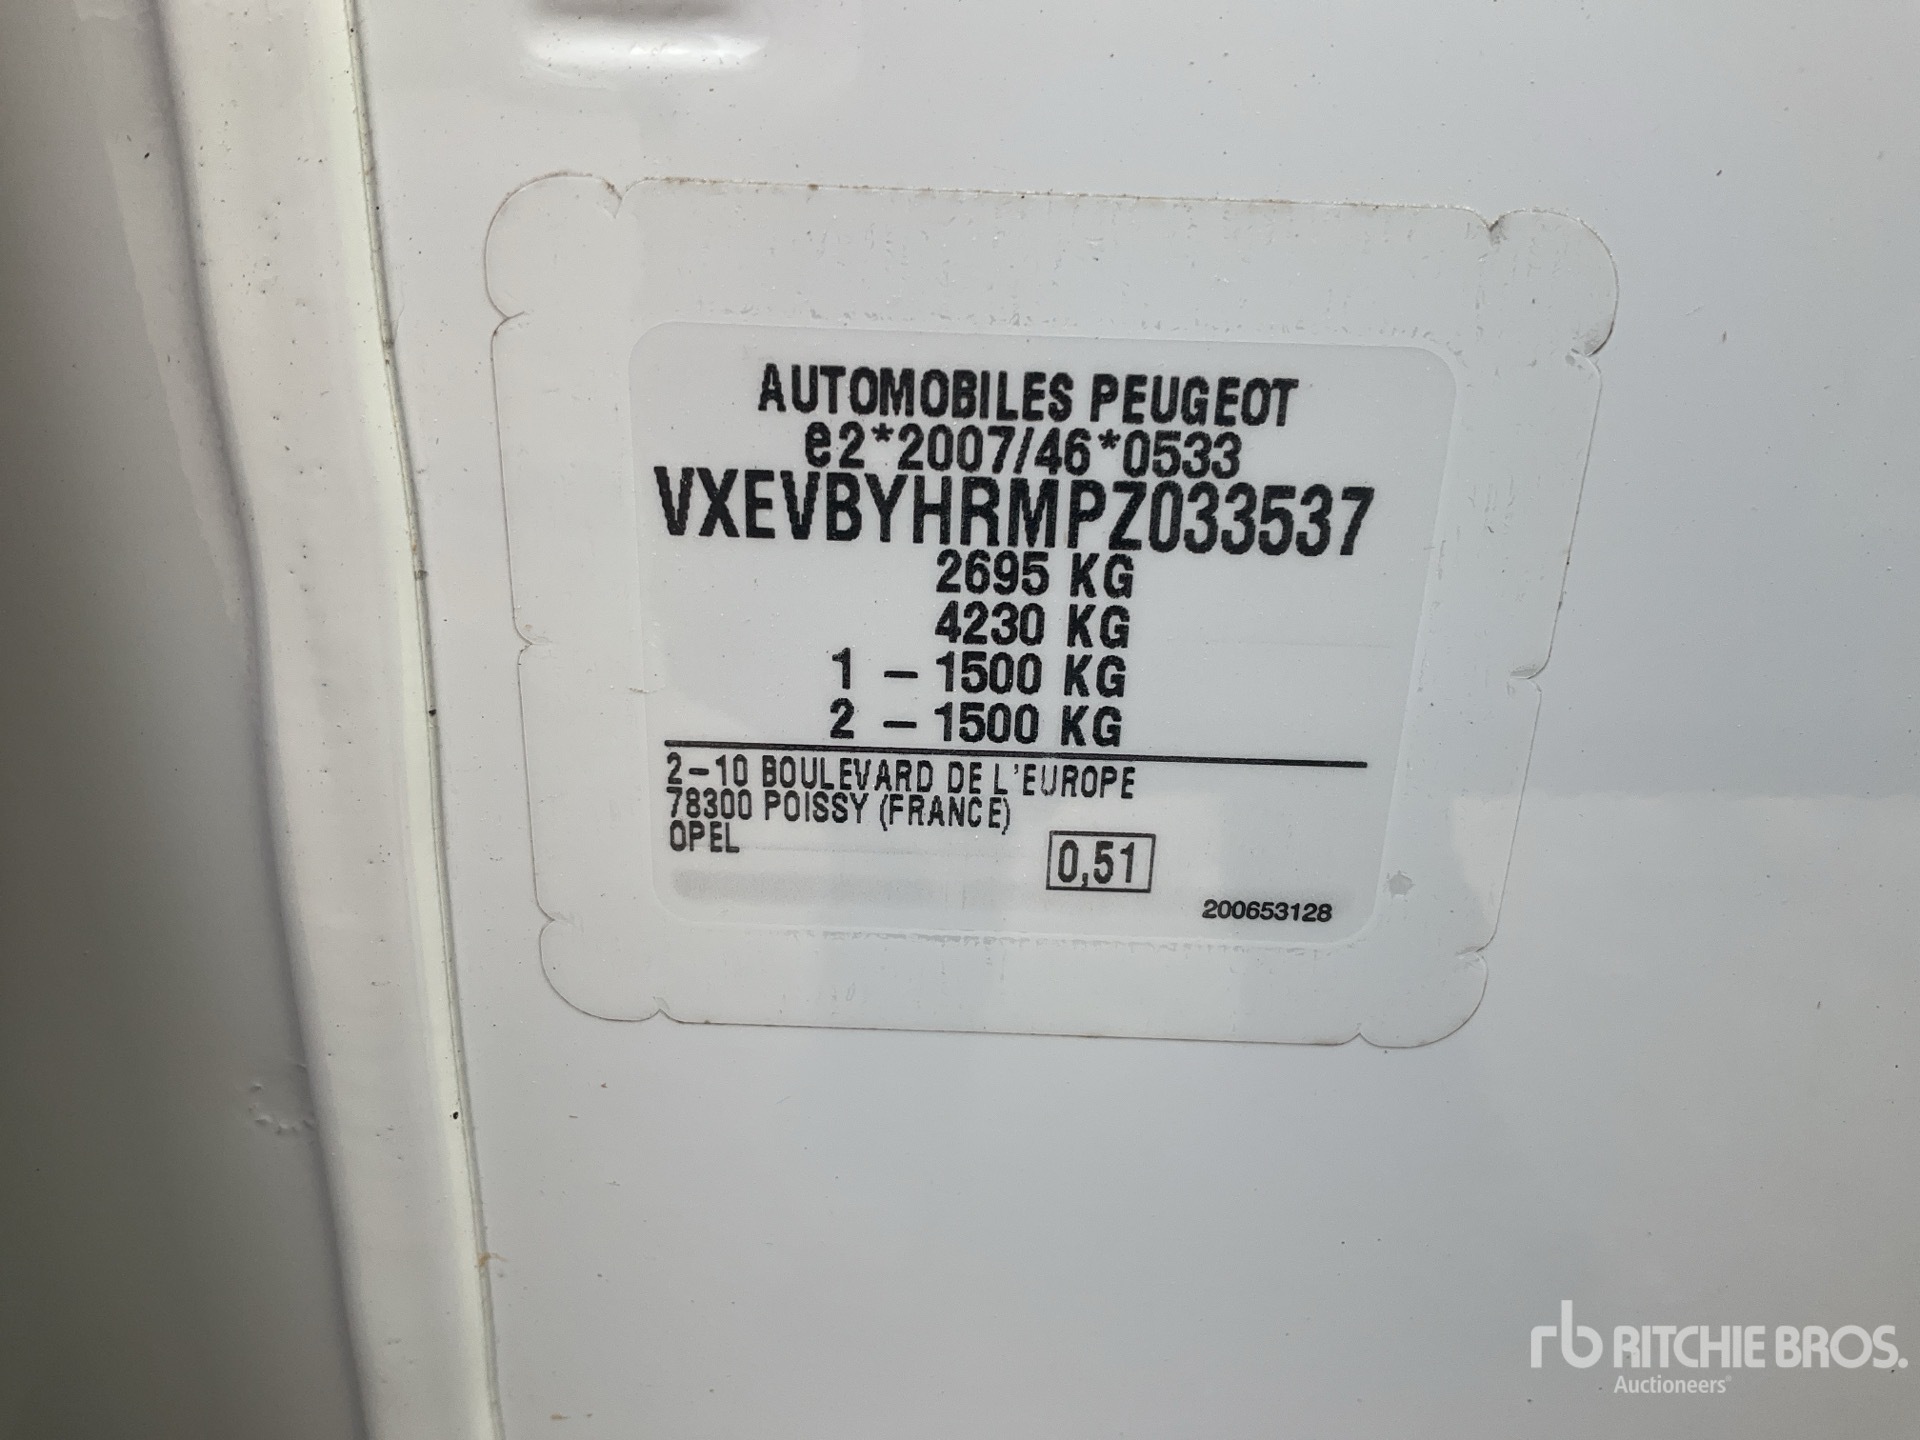 AUTOMOBILES PEUGEOT
e2*2007/46*0533
VXEVBYHRMPZ033537
2695 KG
4230 KG
1 - 1500 KG
2 - 1500 KG
2-10 BOULEVARD DE L'EUROPE
78300 POISSY (FRANCE)
OPEL
0,51
200653128
rb RITCHIE BROS.
Auctioneers